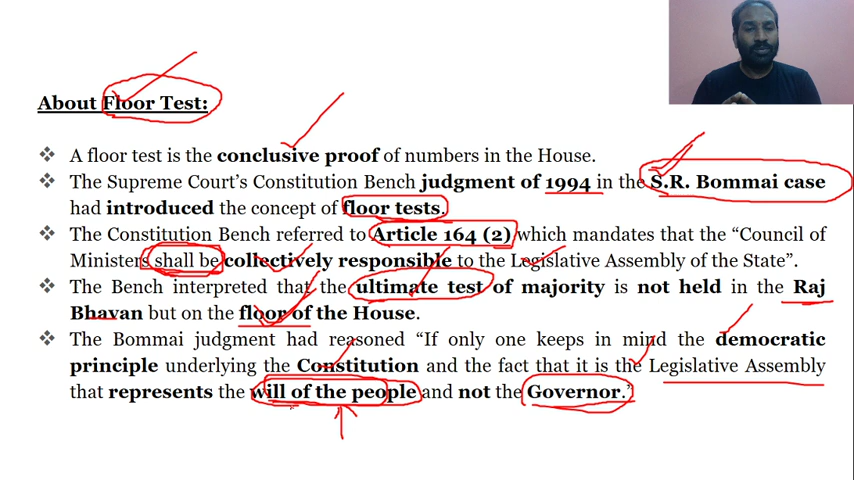 About Floor Test:
❖ A floor test is the conclusive proof of numbers in the House.
❖ The Supreme Court's Constitution Bench judgment of 1994 in the S.R. Bommai case
had introduced the concept of floor tests.
❖ The Constitution Bench referred to Article 164 (2) which mandates that the “Council of
Ministers shall be collectively responsible to the Legislative Assembly of the State”.
❖ The Bench interpreted that the ultimate test of majority is not held in the Raj
Bhavan but on the floor of the House.
❖ The Bommai judgment had reasoned “If only one keeps in mind the democratic
principle underlying the Constitution and the fact that it is the Legislative Assembly
that represents the will of the people and not the Governor.”